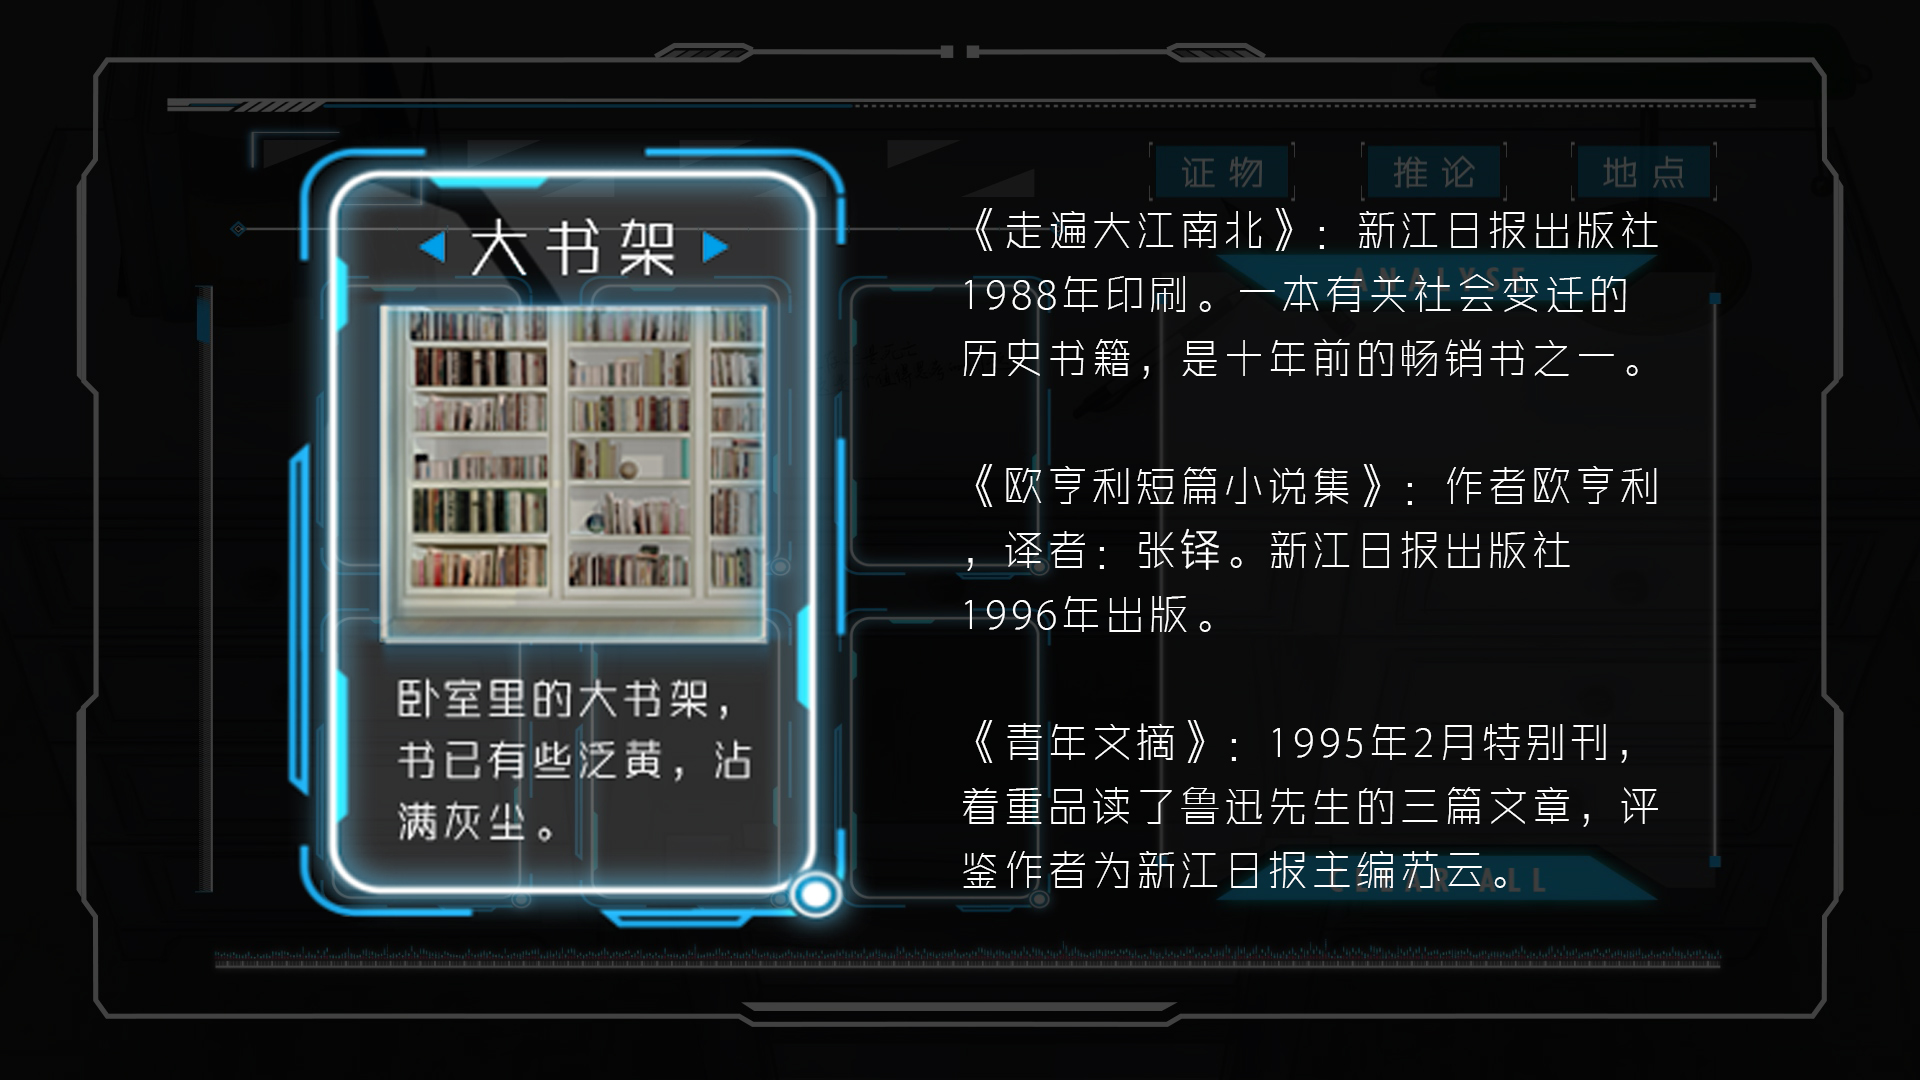 证物
推论
地点
大书架
卧室里的大书架，
书已有些泛黄，沾
满灰尘。
《走遍大江南北》：新江日报出版社
1988年印刷。一本有关社会变迁的
历史书籍，是十年前的畅销书之一。
《欧亨利短篇小说集》：作者欧亨利
，译者：张铎。新江日报出版社
1996年出版。
《青年文摘》：1995年2月特别刊，
着重品读了鲁迅先生的三篇文章，评
鉴作者为新江日报主编苏云。
ANALYSE
CLEAR ALL